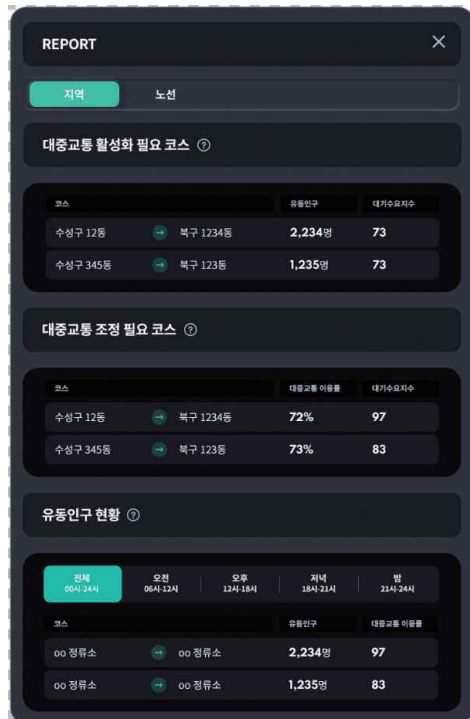 REPORT
지역 노선
대중교통 활성화 필요 코스 ?
코스 유동인구 대기수요지수
수성구 12동 → 북구 1234동 2,234명 73
수성구 345동 → 북구 123동 1,235명 73
대중교통 조정 필요 코스 ?
코스 대중교통 이용률 대기수요지수
수성구 12동 → 북구 1234동 72% 97
수성구 345동 → 북구 123동 73% 83
유동인구 현황 ?
전체 오전 오후 저녁 밤
00시-24시 06시-12시 12시-18시 18시-21시 21시-24시
코스 유동인구 대중교통 이용률
oo 정류소 → oo 정류소 2,234명 97
oo 정류소 → oo 정류소 1,235명 83